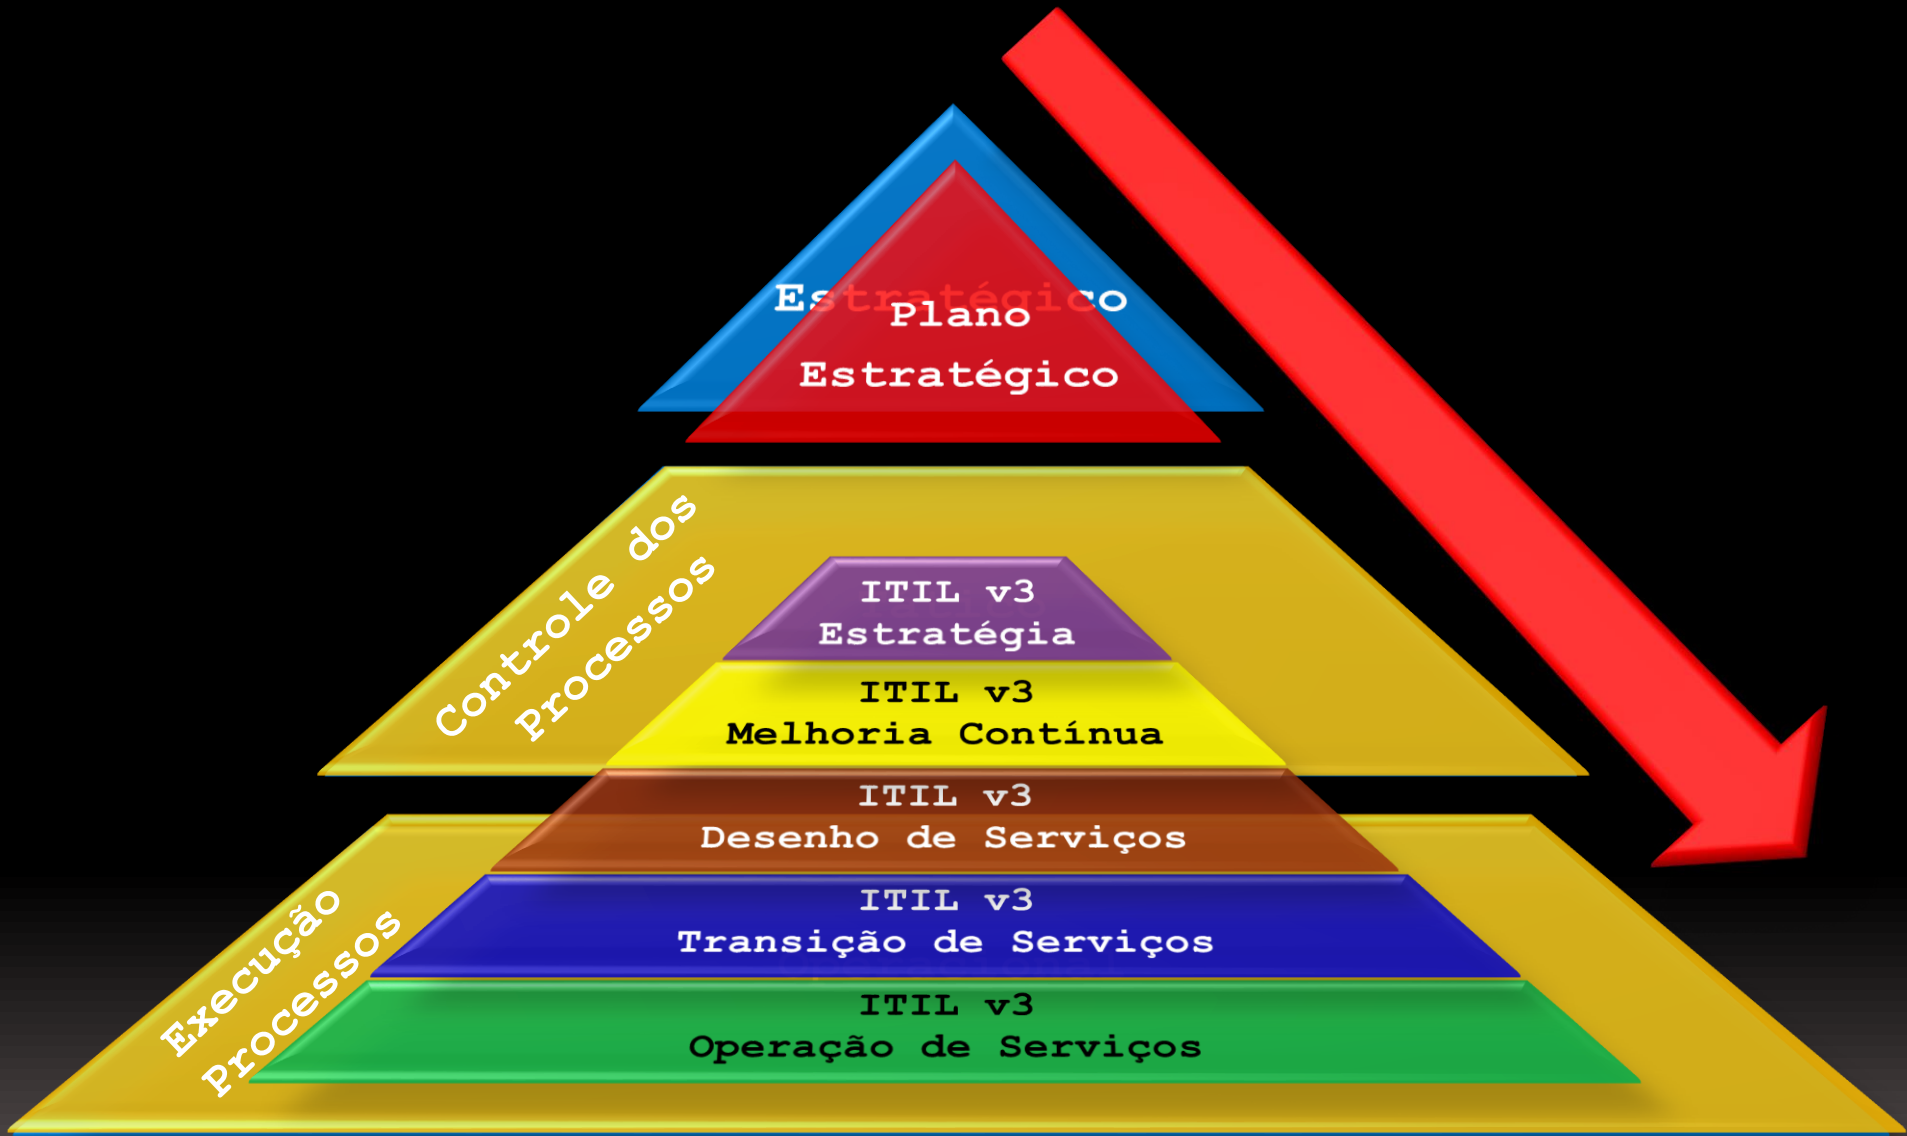 Estratégico
Plano
Estratégico
Controle dos
Processos
ITIL v3
Estratégia
ITIL v3
Melhoria Contínua
ITIL v3
Desenho de Serviços
ITIL v3
Transição de Serviços
Execução
Processos
ITIL v3
Operação de Serviços